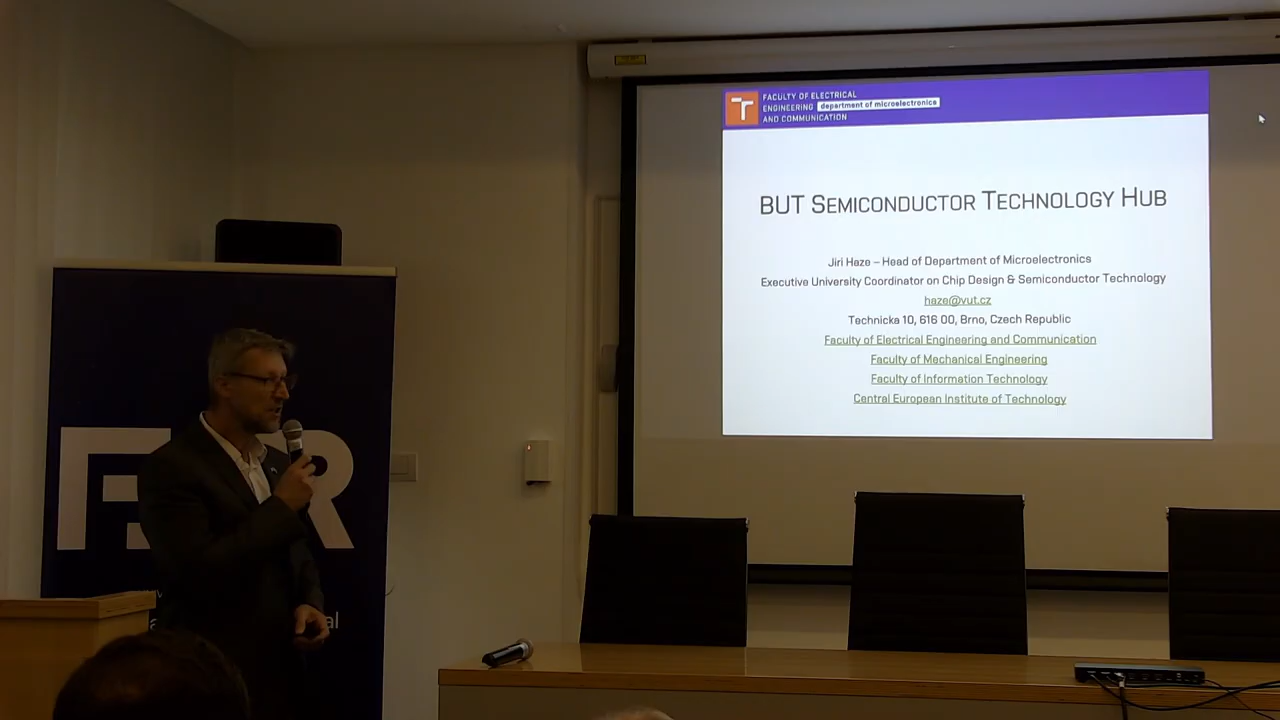 FACULTY OF ELECTRICAL
ENGINEERING department of microelectronics
AND COMMUNICATION
BUT SEMICONDUCTOR TECHNOLOGY HUB
Jiri Haze – Head of Department of Microelectronics
Executive University Coordinator on Chip Design & Semiconductor Technology
haze@vut.cz
Technicka 10, 616 00, Brno, Czech Republic
Faculty of Electrical Engineering and Communication
Faculty of Mechanical Engineering
Faculty of Information Technology
Central European Institute of Technology